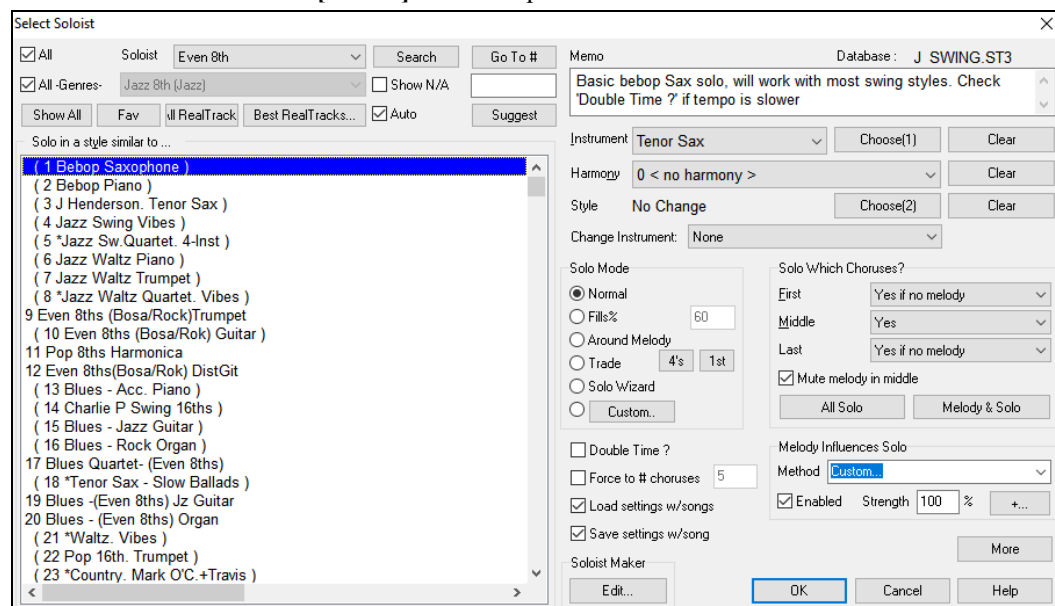 Select Soloist
All Soloist Even 8th Search Go To #
All -Genres- Jazz 8th (Jazz) Show N/A
Show All Fav ll RealTrack Best RealTracks... Auto Suggest
Solo in a style similar to ...
( 1 Bebop Saxophone )
( 2 Bebop Piano )
( 3 J Henderson. Tenor Sax )
( 4 Jazz Swing Vibes )
( 5 *Jazz Sw.Quartet. 4-Inst )
( 6 Jazz Waltz Piano )
( 7 Jazz Waltz Trumpet )
( 8 *Jazz Waltz Quartet. Vibes )
9 Even 8ths (Bosa/Rock)Trumpet
( 10 Even 8ths (Bosa/Rok) Guitar )
11 Pop 8ths Harmonica
12 Even 8ths(Bosa/Rok) DistGit
( 13 Blues - Acc. Piano )
( 14 Charlie P Swing 16ths )
( 15 Blues - Jazz Guitar )
( 16 Blues - Rock Organ )
17 Blues Quartet- (Even 8ths)
( 18 *Tenor Sax - Slow Ballads )
19 Blues -(Even 8ths) Jz Guitar
20 Blues - (Even 8ths) Organ
( 21 *Waltz. Vibes )
( 22 Pop 16th. Trumpet )
( 23 *Country. Mark O'C.+Travis )
Memo Database : J SWING.ST3
Basic bebop Sax solo, will work with most swing styles. Check
'Double Time ?' if tempo is
slower
Instrument Tenor Sax Choose(1) Clear
Harmony 0 < no harmony > Clear
Style No Change Choose(2) Clear
Change Instrument: None
Solo Mode
Normal
Fills% 60
Around Melody
Trade 4's 1st
Solo Wizard
Custom..
Solo Which Choruses?
First Yes if no melody
Middle Yes
Last Yes if no melody
Mute melody in middle
All Solo Melody & Solo
Double Time ?
Force to # choruses 5
Load settings w/songs
Save settings w/song
Melody Influences Solo
Method Custom...
Enabled Strength 100 % +...
More
Soloist Maker
Edit... OK Cancel Help